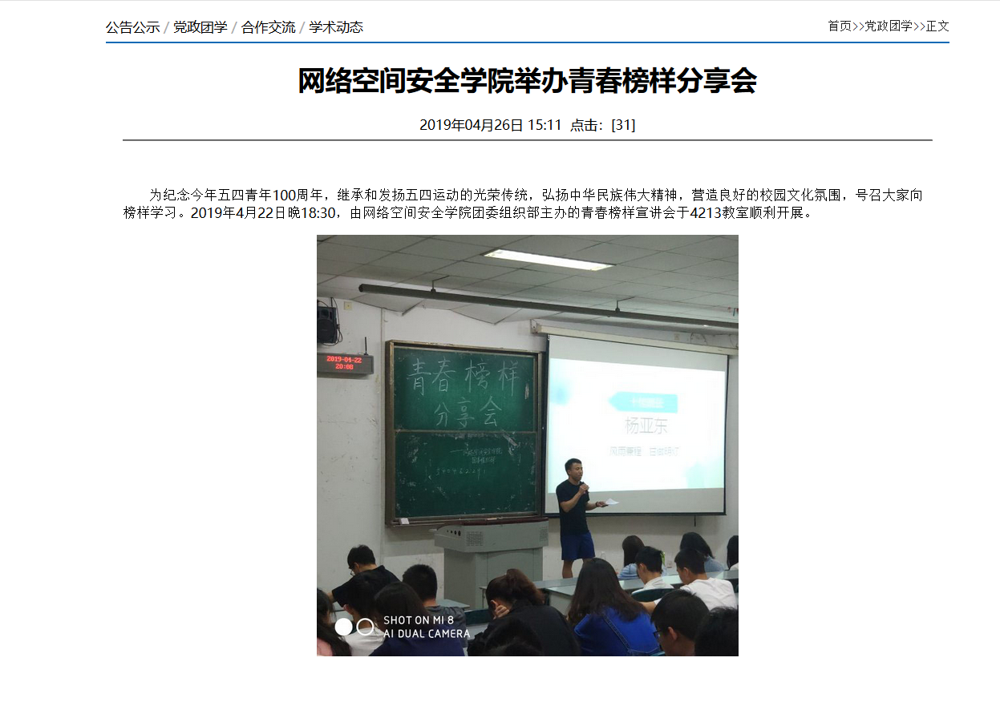 公告公示 / 党政团学 / 合作交流 / 学术动态
首页>>党政团学>>正文
网络空间安全学院举办青春榜样分享会
2019年04月26日 15:11 点击：[31]
为纪念今年五四青年100周年，继承和发扬五四运动的光荣传统，弘扬中华民族伟大精神，营造良好的校园文化氛围，号召大家向
榜样学习。2019年4月22日晚18:30，由网络空间安全学院团委组织部主办的青春榜样宣讲会于4213教室顺利开展。
2019-04-22
20:08
青春榜样
分享会
杨亚东
SHOT ON MI 8
AI DUAL CAMERA